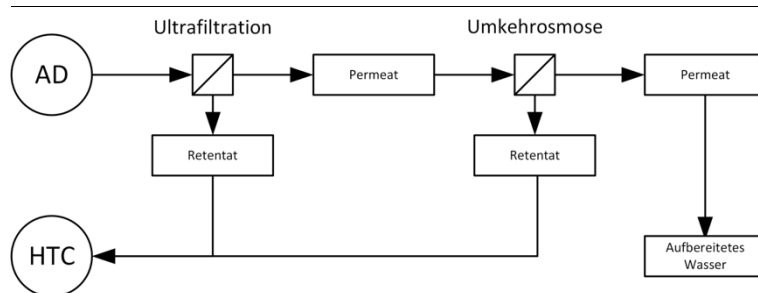 Ultrafiltration
Umkehrosmose
AD
Permeat
Permeat
Retentat
Retentat
HTC
Aufbereitetes
Wasser